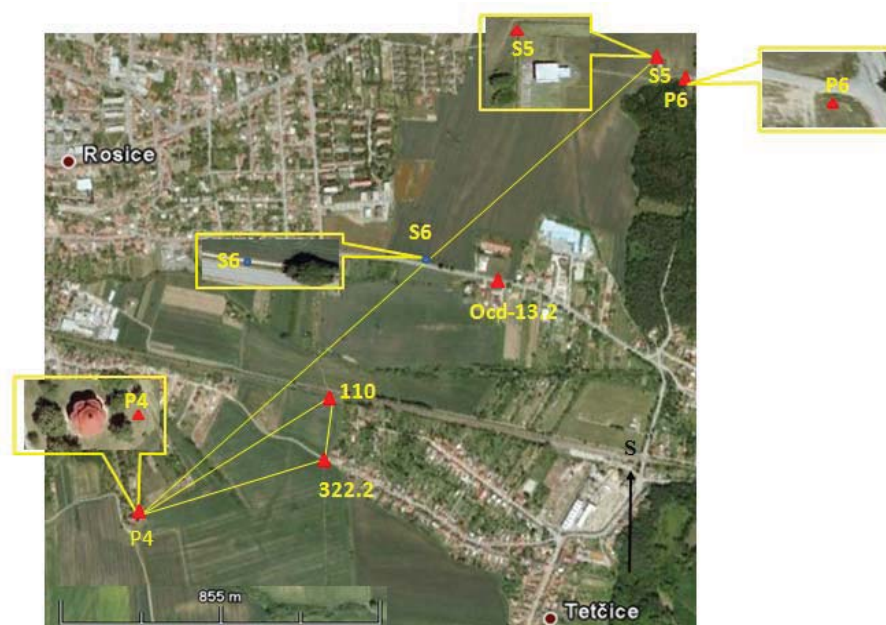 S5
S5
P6
P6
Rosice
S6
S6
Ocd-13.2
110
P4
322.2
S
P4
855 m
Tetčice